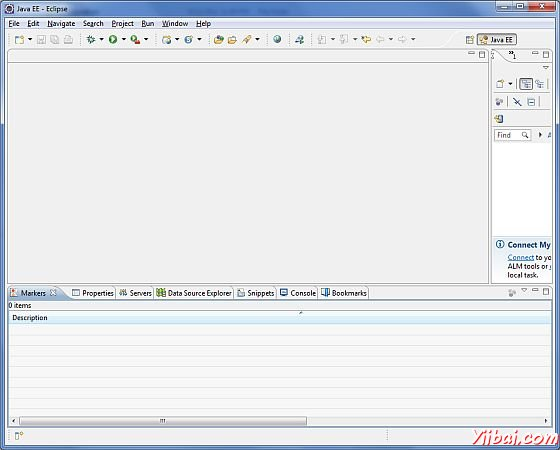 Java EE - Eclipse
File Edit Navigate Search Project Run Window Help
Java EE
»1
Find
Connect My
Connect to yo
ALM tools or
local task.
Markers Properties Servers Data Source Explorer Snippets Console Bookmarks
0 items
Description
Yiibai.com